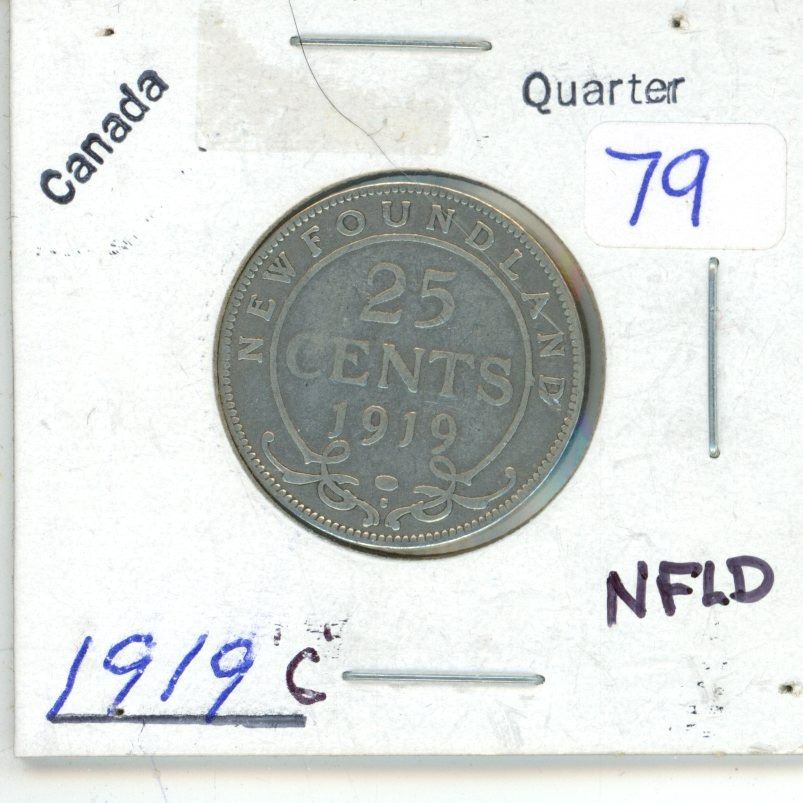 Canada
Quarter
79
NEWFOUNDLAND
25
CENTS
1919
C
NFLD
1919 C